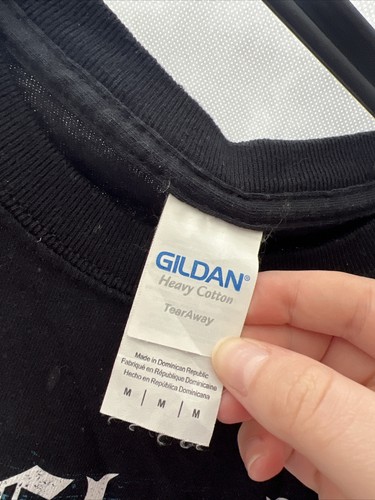 GILDAN®
Heavy Cotton
TearAway
Made in Dominican Republic
Fabriqué en République Dominicaine
Hecho en República Dominicana
M | M | M